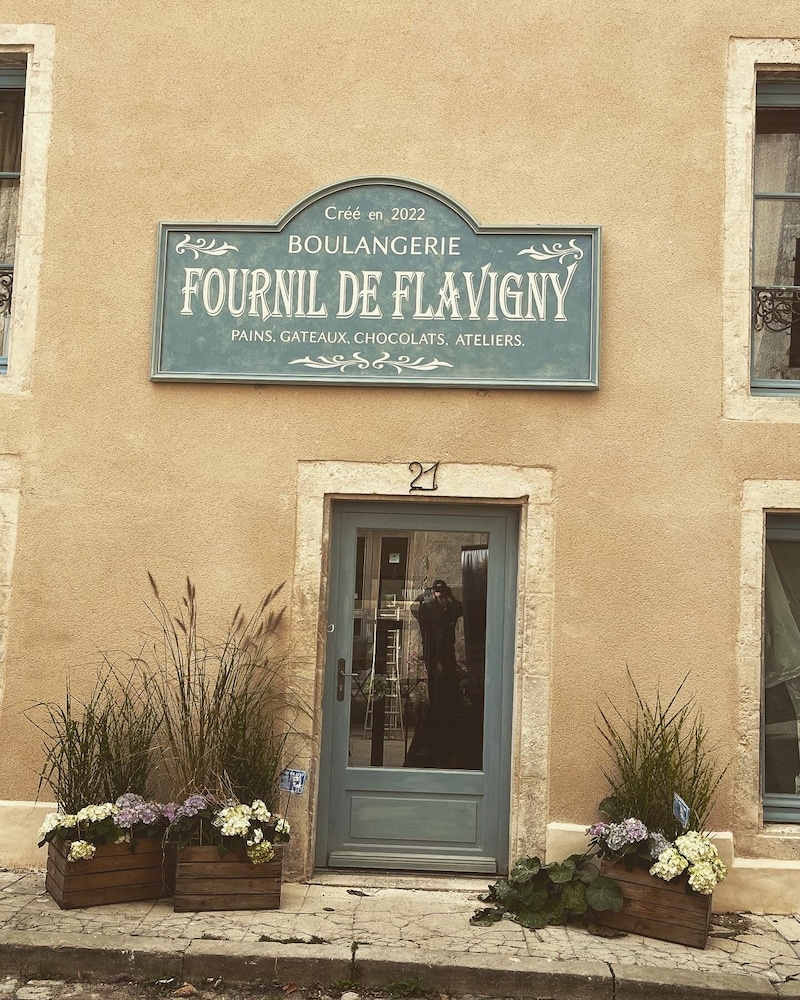 Créé en 2022
BOULANGERIE
FOURNIL DE FLAVIGNY
PAINS, GATEAUX, CHOCOLATS, ATELIERS.
21